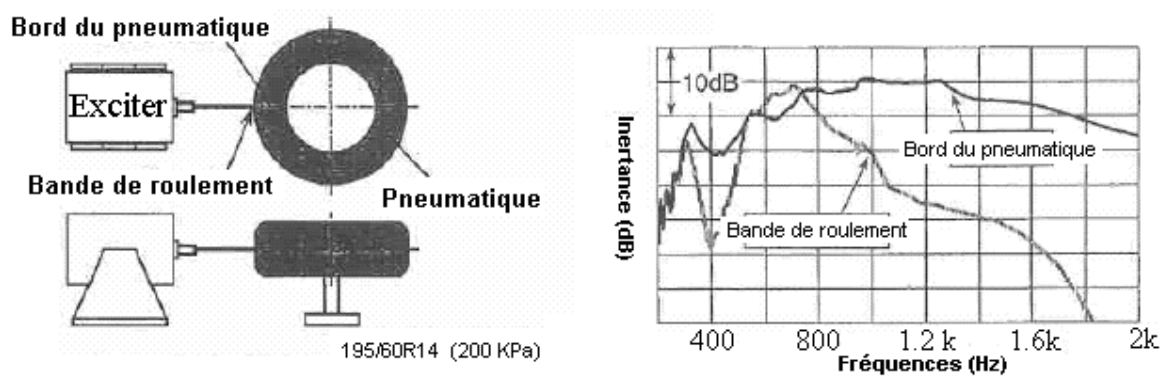 Bord du pneumatique
Exciter
Bande de roulement
Pneumatique
195/60R14 (200 KPa)
10dB
Inertance (dB)
Bord du pneumatique
Bande de roulement
400 800 1.2 k 1.6k 2k
Fréquences (Hz)